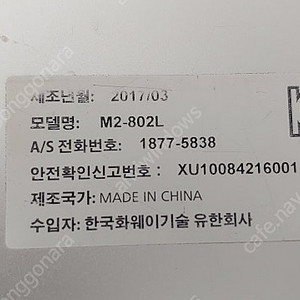 제조년월: 2017/03
모델명: M2-802L
A/S 전화번호: 1877-5838
안전확인신고번호 : XU10084216001
제조국가: MADE IN CHINA
수입자: 한국화웨이기술 유한회사